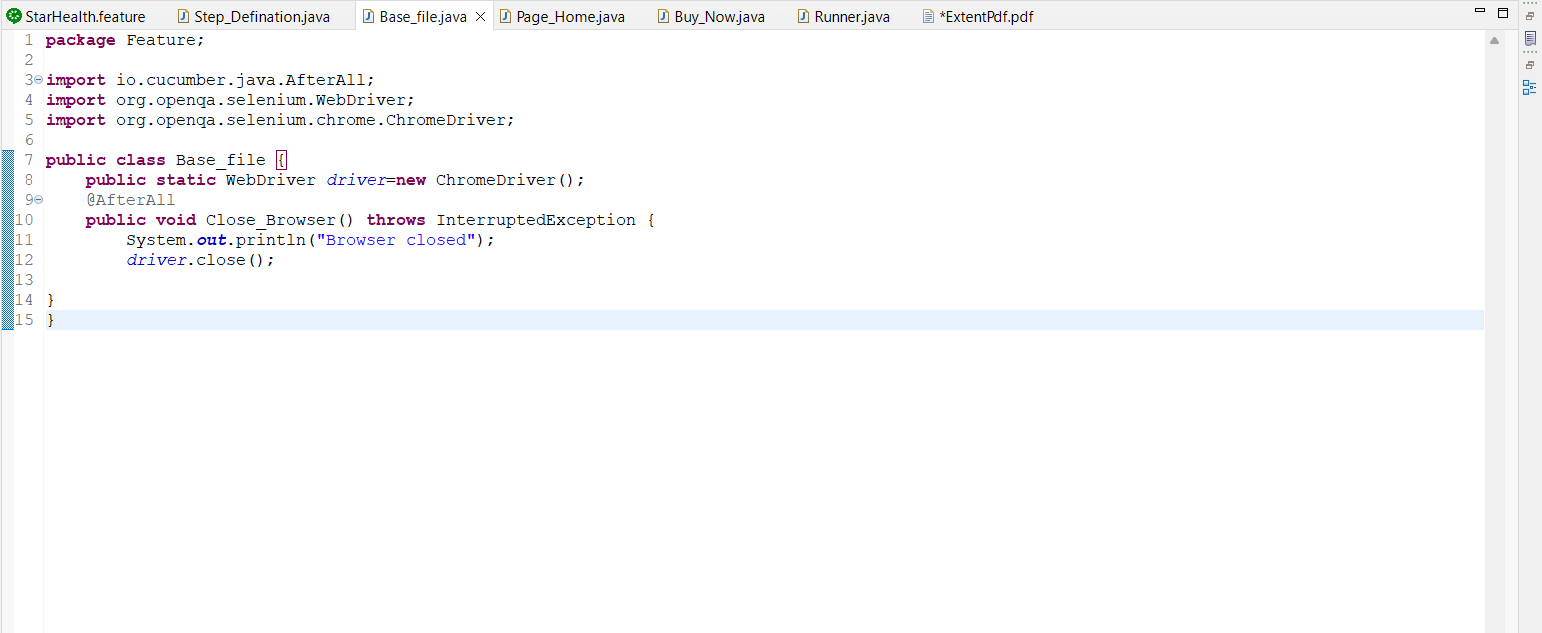 StarHealth.feature Step_Defination.java Base_file.java Page_Home.java Buy_Now.java Runner.java *ExtentPdf.pdf
1 package Feature;
2
3 import io.cucumber.java.AfterAll;
4 import org.openqa.selenium.WebDriver;
5 import org.openqa.selenium.chrome.ChromeDriver;
6
7 public class Base_file {
8 public static WebDriver driver=new ChromeDriver();
9 @AfterAll
10 public void Close_Browser() throws InterruptedException {
11 System.out.println("Browser closed");
12 driver.close();
13
14 }
15 }